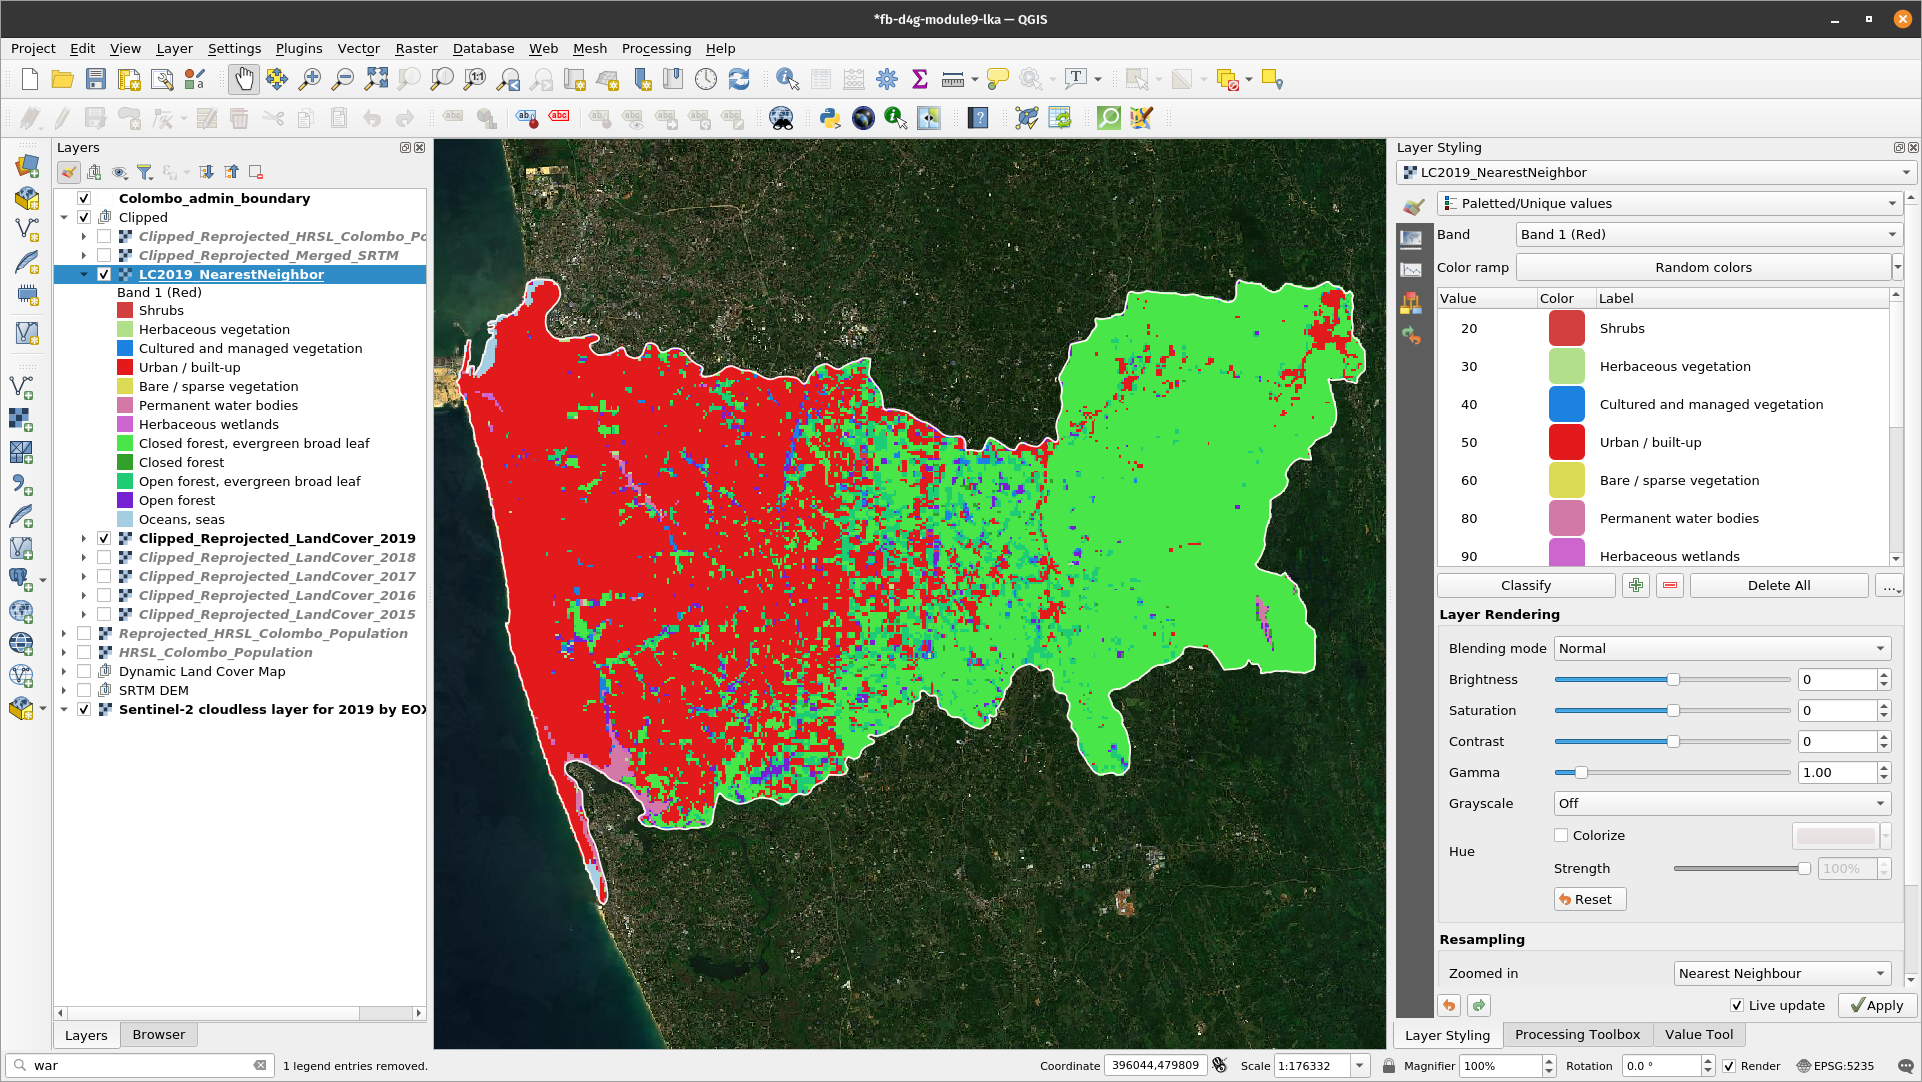 *fb-d4g-module9-lka — QGIS
Project Edit View Layer Settings Plugins Vector Raster Database Web Mesh Processing Help
Layers
Colombo_admin_boundary
Clipped
Clipped_Reprojected_HRSL_Colombo_Po
Clipped_Reprojected_Merged_SRTM
LC2019_NearestNeighbor
Band 1 (Red)
Shrubs
Herbaceous vegetation
Cultured and managed vegetation
Urban / built-up
Bare / sparse vegetation
Permanent water bodies
Herbaceous wetlands
Closed forest, evergreen broad leaf
Closed forest
Open forest, evergreen broad leaf
Open forest
Oceans, seas
Clipped_Reprojected_LandCover_2019
Clipped_Reprojected_LandCover_2018
Clipped_Reprojected_LandCover_2017
Clipped_Reprojected_LandCover_2016
Clipped_Reprojected_LandCover_2015
Reprojected_HRSL_Colombo_Population
HRSL_Colombo_Population
Dynamic Land Cover Map
SRTM DEM
Sentinel-2 cloudless layer for 2019 by EOX
Layers Browser
Layer Styling
LC2019_NearestNeighbor
Paletted/Unique values
Band Band 1 (Red)
Color ramp Random colors
Value Color Label
20 Shrubs
30 Herbaceous vegetation
40 Cultured and managed vegetation
50 Urban / built-up
60 Bare / sparse vegetation
80 Permanent water bodies
90 Herbaceous wetlands
Classify Delete All ...
Layer Rendering
Blending mode Normal
Brightness 0
Saturation 0
Contrast 0
Gamma 1.00
Grayscale Off
Hue Colorize
Strength 100%
Reset
Resampling
Zoomed in Nearest Neighbour
Live update Apply
Layer Styling Processing Toolbox Value Tool
war 1 legend entries removed. Coordinate 396044,479809 Scale 1:176332 Magnifier 100% Rotation 0.0 ° Render EPSG:5235